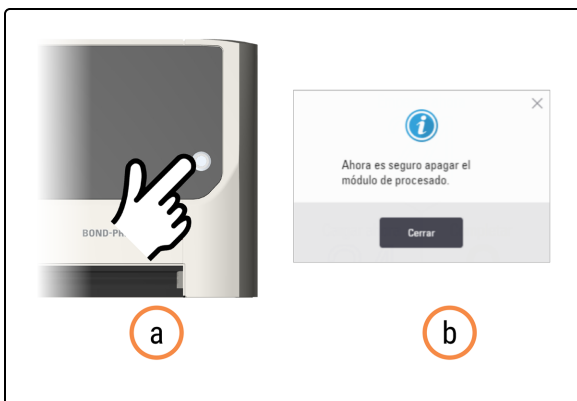 BOND-PR
Ahora es seguro apagar el
módulo de procesado.
Cerrar
a
b